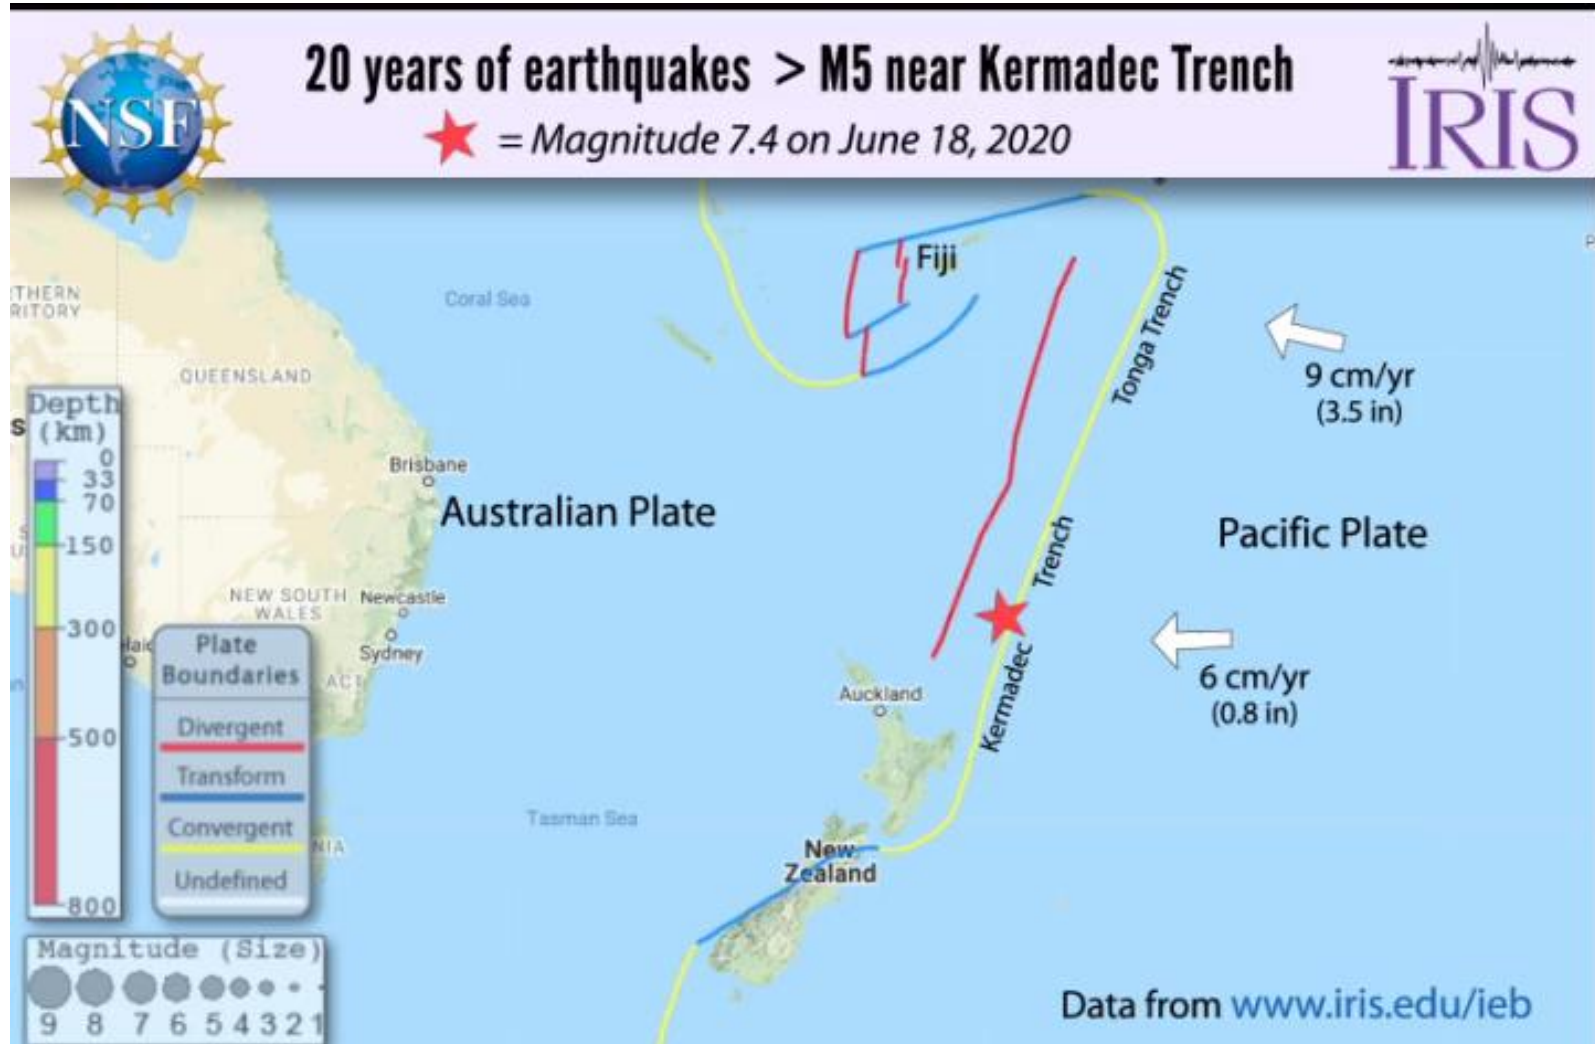 20 years of earthquakes > M5 near Kermadec Trench
= Magnitude 7.4 on June 18, 2020
NSF
IRIS
Fiji
Coral Sea
Tonga Trench
9 cm/yr
(3.5 in)
RITORY
QUEENSLAND
Brisbane
Australian Plate
Pacific Plate
Kermadec Trench
NEW SOUTH
WALES
Newcastle
Sydney
ACT
Auckland
6 cm/yr
(0.8 in)
Tasman Sea
New
Zealand
NIA
Depth
(km)
0
33
70
150
300
500
800
Plate
Boundaries
Divergent
Transform
Convergent
Undefined
Magnitude (Size)
9 8 7 6 5 4 3 2 1
Data from www.iris.edu/ieb